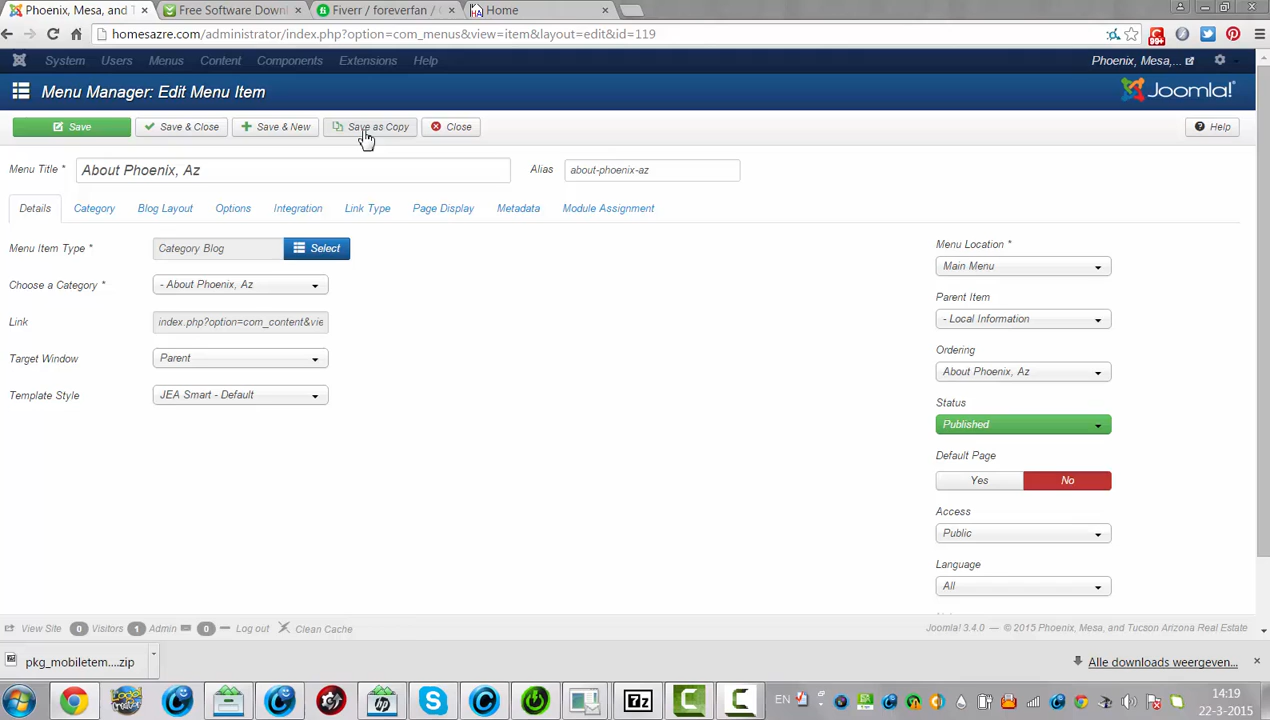 Phoenix, Mesa, and T
Free Software Down
Fiverr / foreverfan /
Home
homesazre.com/administrator/index.php?option=com_menus&view=item&layout=edit&id=119
System Users Menus Content Components Extensions Help
Phoenix, Mesa,...
Menu Manager: Edit Menu Item
Joomla!
Save
Save & Close
Save & New
Save as Copy
Close
Help
Menu Title *
About Phoenix, Az
Alias
about-phoenix-az
Details Category Blog Layout Options Integration Link Type Page Display Metadata Module Assignment
Menu Item Type *
Category Blog
Select
Choose a Category *
- About Phoenix, Az
Link
index.php?option=com_content&vie
Target Window
Parent
Template Style
JEA Smart - Default
Menu Location *
Main Menu
Parent Item
- Local Information
Ordering
About Phoenix, Az
Status
Published
Default Page
Yes No
Access
Public
Language
All
View Site 0 Visitors 1 Admin 0 Log out Clean Cache
Joomla! 3.4.0 — © 2015 Phoenix, Mesa, and Tucson Arizona Real Estate
pkg_mobiletem....zip
Alle downloads weergeven...
EN
14:19
22-3-2015